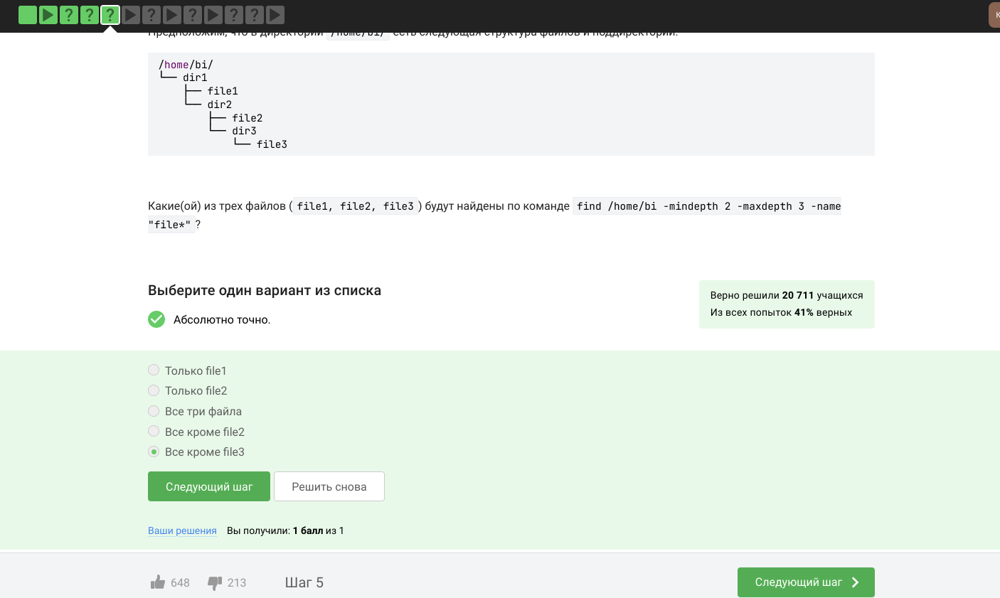 ? ? ? ? ? ? ?
К
Предположим, что в директории /home/bi/ есть следующая структура файлов и поддиректорий:
/home/bi/
└── dir1
    ├── file1
    └── dir2
        ├── file2
        └── dir3
            └── file3
Какие(ой) из трех файлов ( file1, file2, file3 ) будут найдены по команде find /home/bi -mindepth 2 -maxdepth 3 -name
"file*" ?
Выберите один вариант из списка
Абсолютно точно.
Верно решили 20 711 учащихся
Из всех попыток 41% верных
Только file1
Только file2
Все три файла
Все кроме file2
Все кроме file3
Следующий шаг Решить снова
Ваши решения Вы получили: 1 балл из 1
648 213 Шаг 5 Следующий шаг